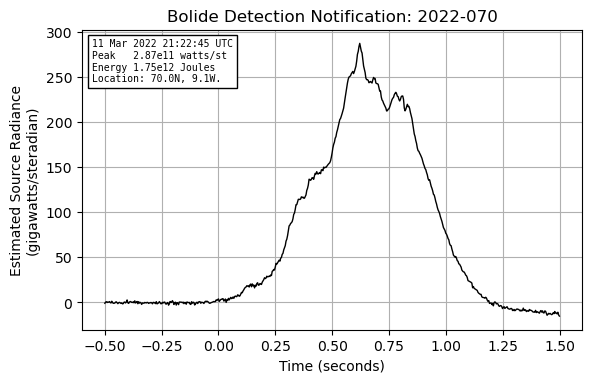 Bolide Detection Notification: 2022-070
11 Mar 2022 21:22:45 UTC
Peak   2.87e11 watts/st
Energy 1.75e12 Joules
Location: 70.0N, 9.1W.
Estimated Source Radiance
(gigawatts/steradian)
300
250
200
150
100
50
0
−0.50 −0.25 0.00 0.25 0.50 0.75 1.00 1.25 1.50
Time (seconds)